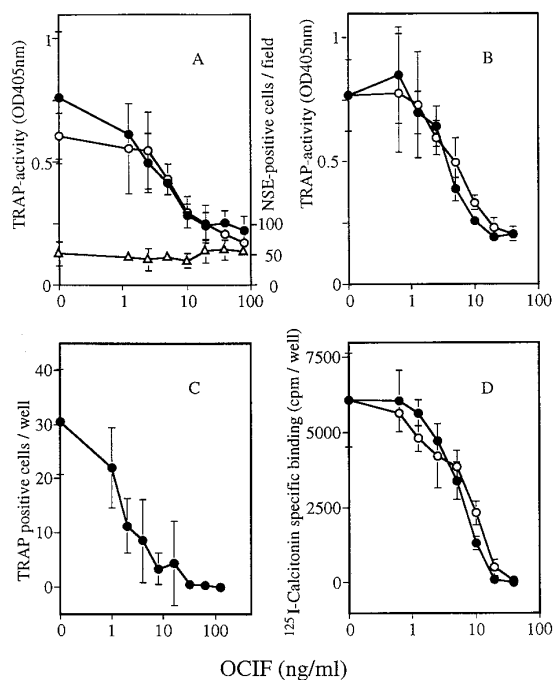 A
TRAP-activity (OD405nm)
1
0.5
0
NSE-positive cells / field
100
50
0
0 1 10 100
B
TRAP-activity (OD405nm)
1
0.5
0
0 1 10 100
C
TRAP positive cells / well
40
30
20
10
0
0 1 10 100
D
125I-Calcitonin specific binding (cpm / well)
7500
5000
2500
0
0 1 10 100
OCIF (ng/ml)